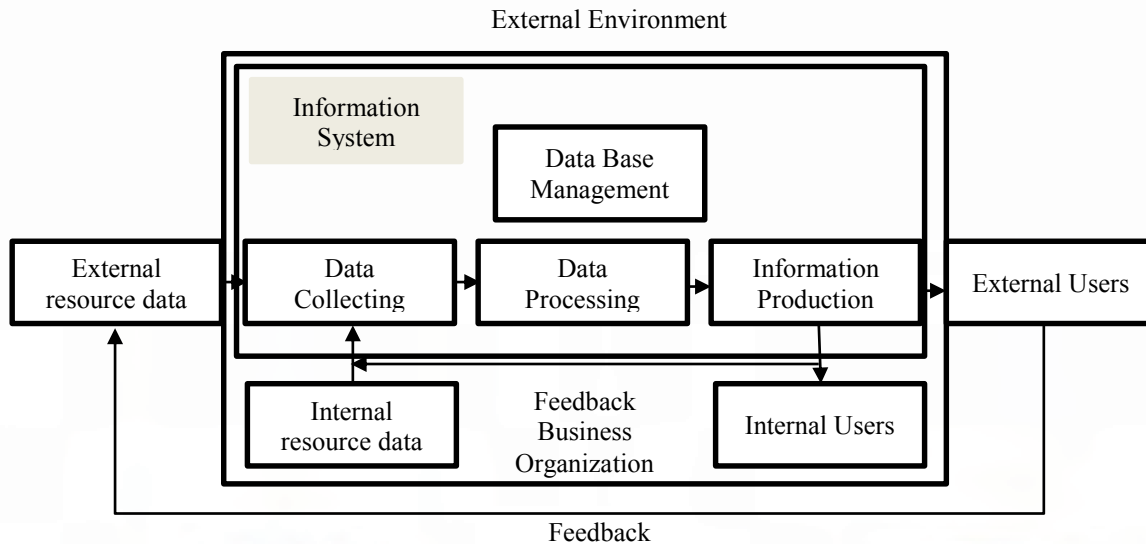 External Environment
Information
System
Data Base
Management
External
resource data
Data
Collecting
Data
Processing
Information
Production
External Users
Internal
resource data
Feedback
Business
Organization
Internal Users
Feedback